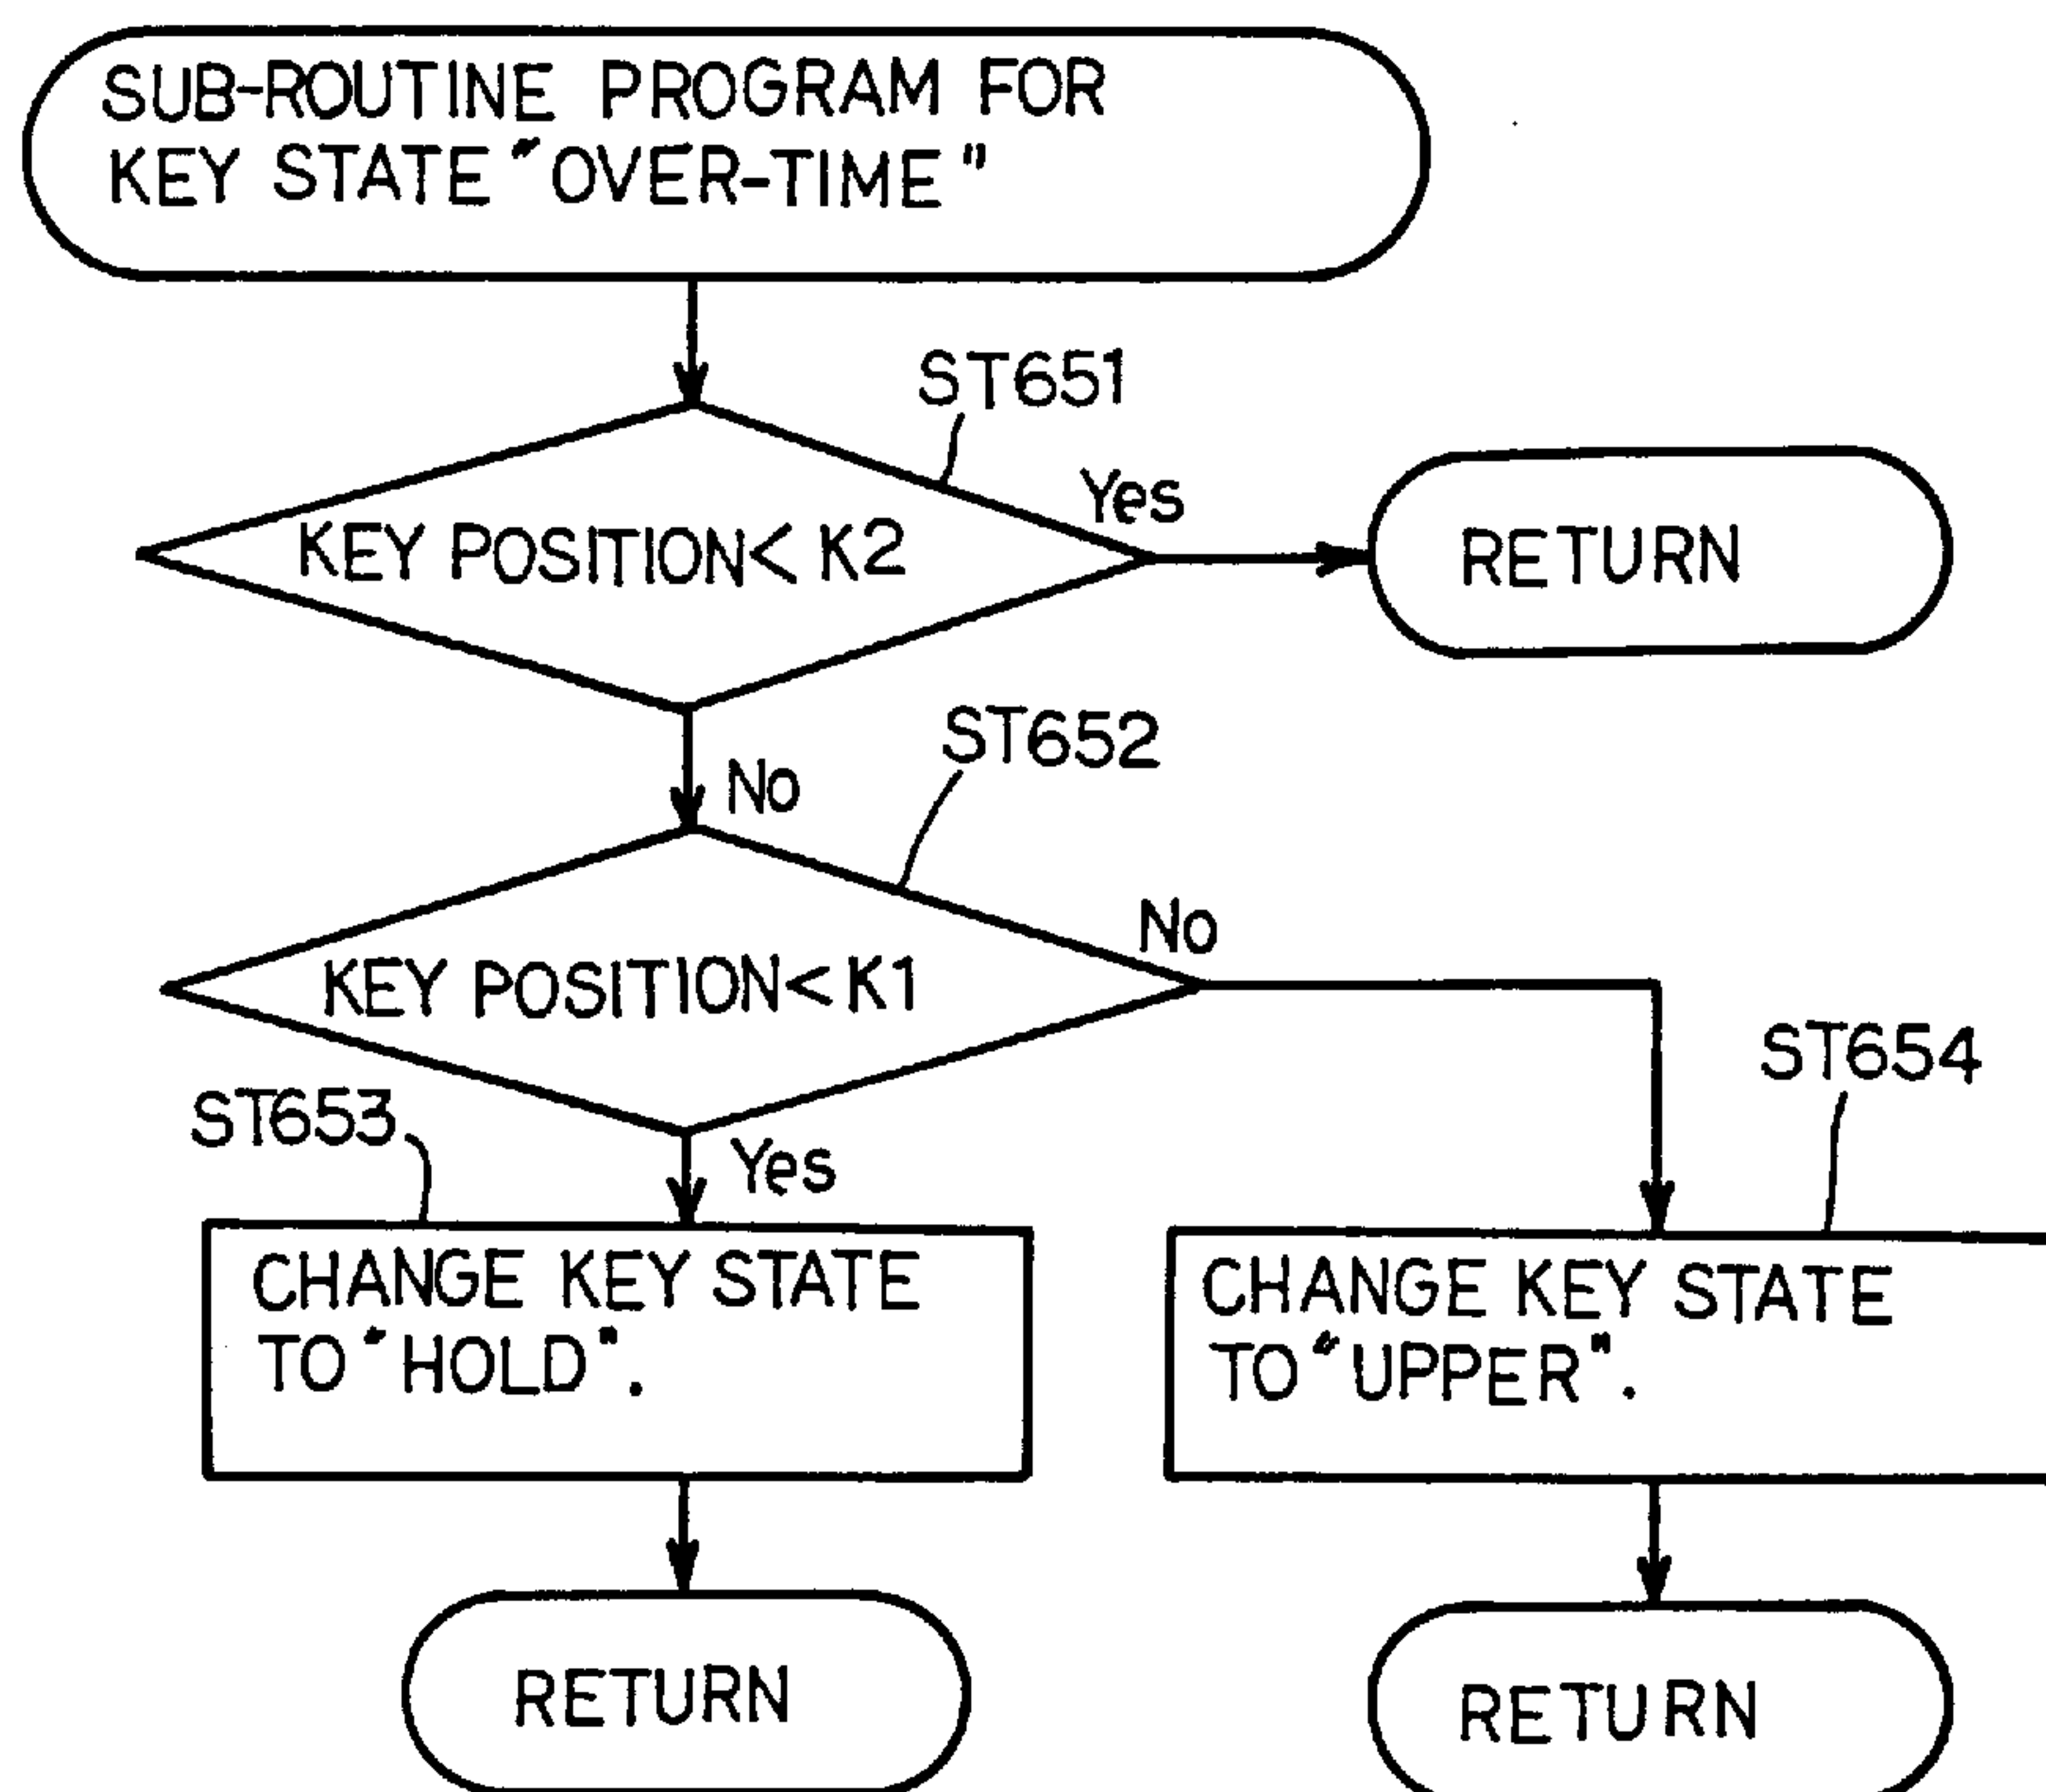 SUB-ROUTINE PROGRAM FOR
KEY STATE "OVER-TIME"
ST651
Yes
KEY POSITION< K2
RETURN
No
ST652
No
KEY POSITION<K1
ST653
Yes
ST654
CHANGE KEY STATE
TO "HOLD".
CHANGE KEY STATE
TO "UPPER".
RETURN
RETURN